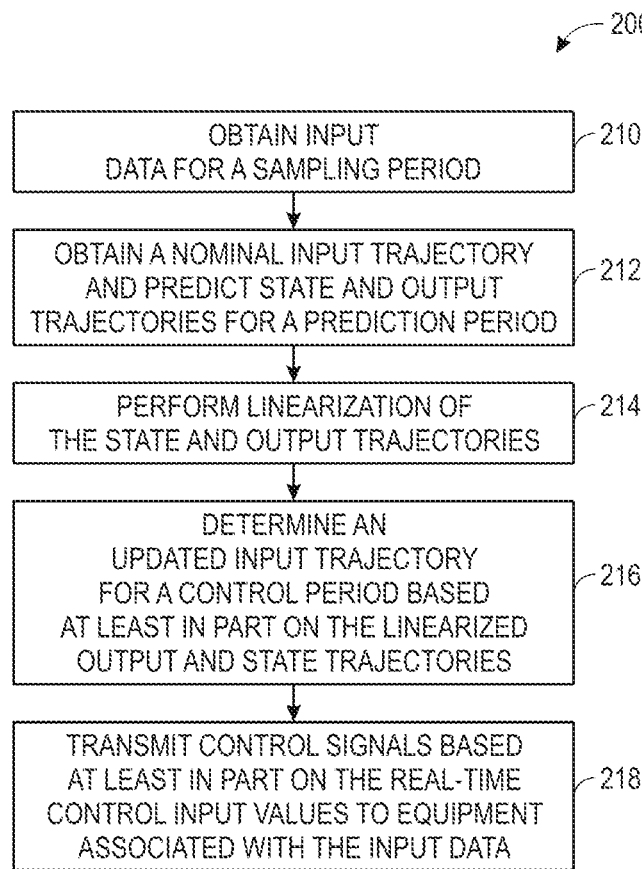 200
OBTAIN INPUT
DATA FOR A SAMPLING PERIOD
210
OBTAIN A NOMINAL INPUT TRAJECTORY
AND PREDICT STATE AND OUTPUT
TRAJECTORIES FOR A PREDICTION PERIOD
212
PERFORM LINEARIZATION OF
THE STATE AND OUTPUT TRAJECTORIES
214
DETERMINE AN
UPDATED INPUT TRAJECTORY
FOR A CONTROL PERIOD BASED
AT LEAST IN PART ON THE LINEARIZED
OUTPUT AND STATE TRAJECTORIES
216
TRANSMIT CONTROL SIGNALS BASED
AT LEAST IN PART ON THE REAL-TIME
CONTROL INPUT VALUES TO EQUIPMENT
ASSOCIATED WITH THE INPUT DATA
218